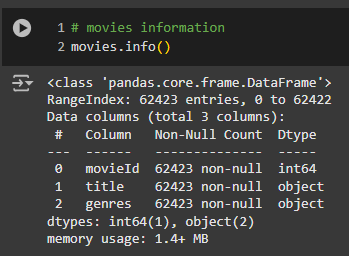 1 # movies information
2 movies.info()
<class 'pandas.core.frame.DataFrame'>
RangeIndex: 62423 entries, 0 to 62422
Data columns (total 3 columns):
 #   Column   Non-Null Count  Dtype
---  ------   --------------  -----
 0   movieId  62423 non-null  int64
 1   title    62423 non-null  object
 2   genres   62423 non-null  object
dtypes: int64(1), object(2)
memory usage: 1.4+ MB